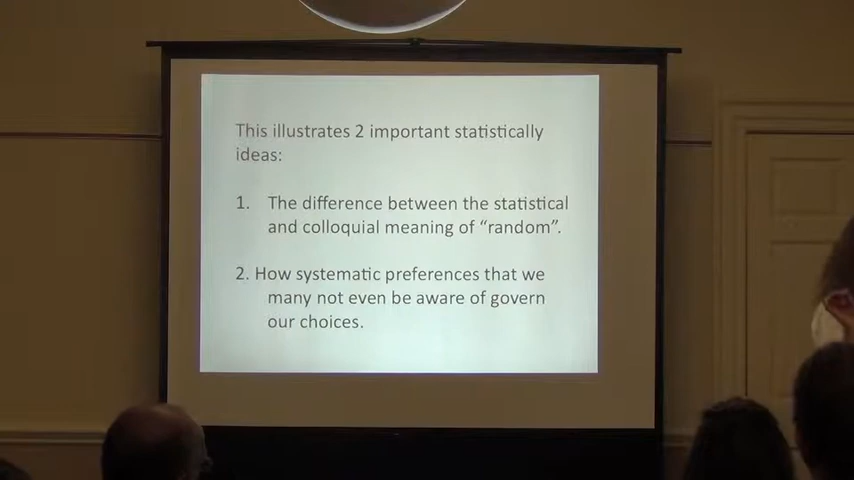 This illustrates 2 important statistically
ideas:
1. The difference between the statistical
and colloquial meaning of “random”.
2. How systematic preferences that we
many not even be aware of govern
our choices.